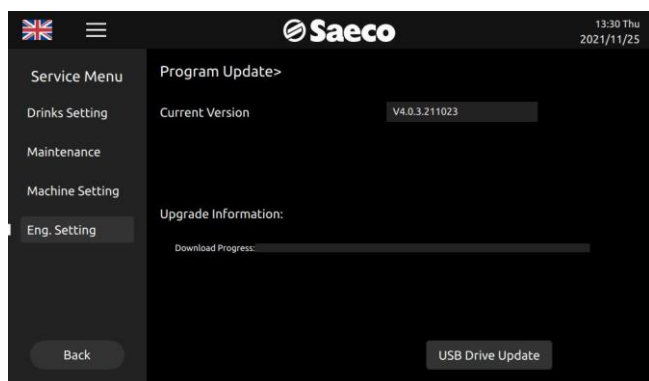 Saeco
13:30 Thu
2021/11/25
Service Menu
Drinks Setting
Maintenance
Machine Setting
Eng. Setting
Back
Program Update>
Current Version
V4.0.3.211023
Upgrade Information:
Download Progress:
USB Drive Update